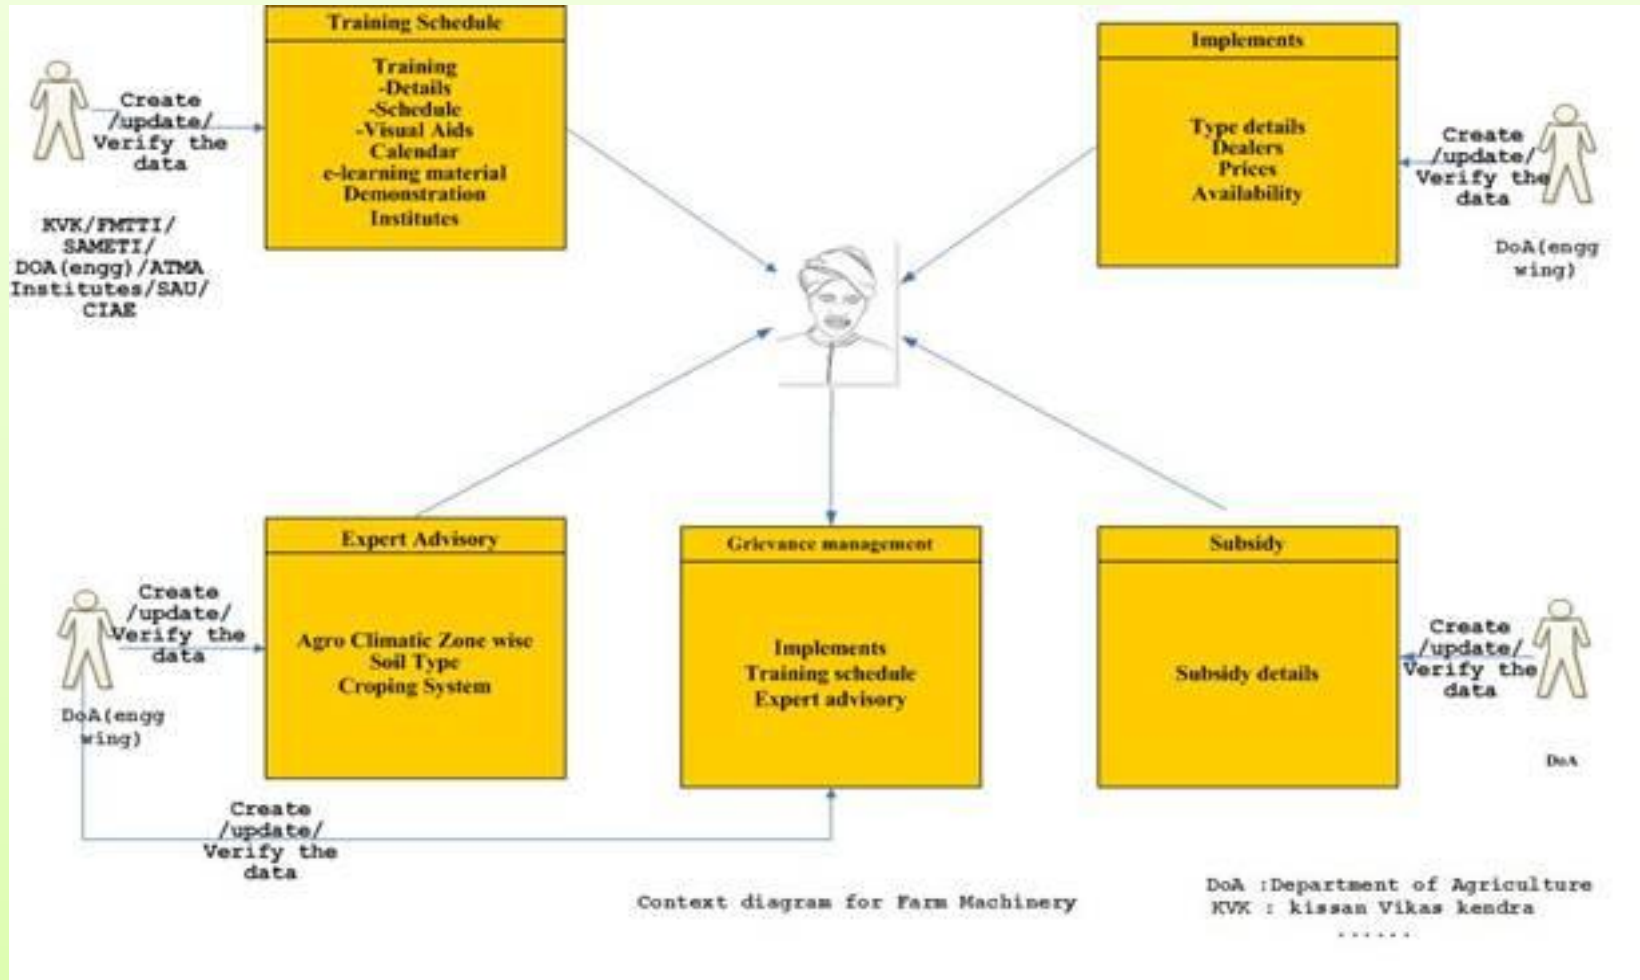 Training Schedule
Training
-Details
-Schedule
-Visual Aids
Calendar
e-learning material
Demonstration
Institutes
Create
/update/
Verify the
data
KVK/FMTTI/
SAMETI/
DOA(engg)/ATMA
Institutes/SAU/
CIAE
Implements
Type details
Dealers
Prices
Availability
Create
/update/
Verify the
data
DoA(engg
wing)
Expert Advisory
Agro Climatic Zone wise
Soil Type
Croping System
Create
/update/
Verify the
data
DoA(engg
wing)
Create
/update/
Verify the
data
Grievance management
Implements
Training schedule
Expert advisory
Subsidy
Subsidy details
Create
/update/
Verify the
data
DoA
Context diagram for Farm Machinery
DoA :Department of Agriculture
KVK : kissan Vikas kendra
......